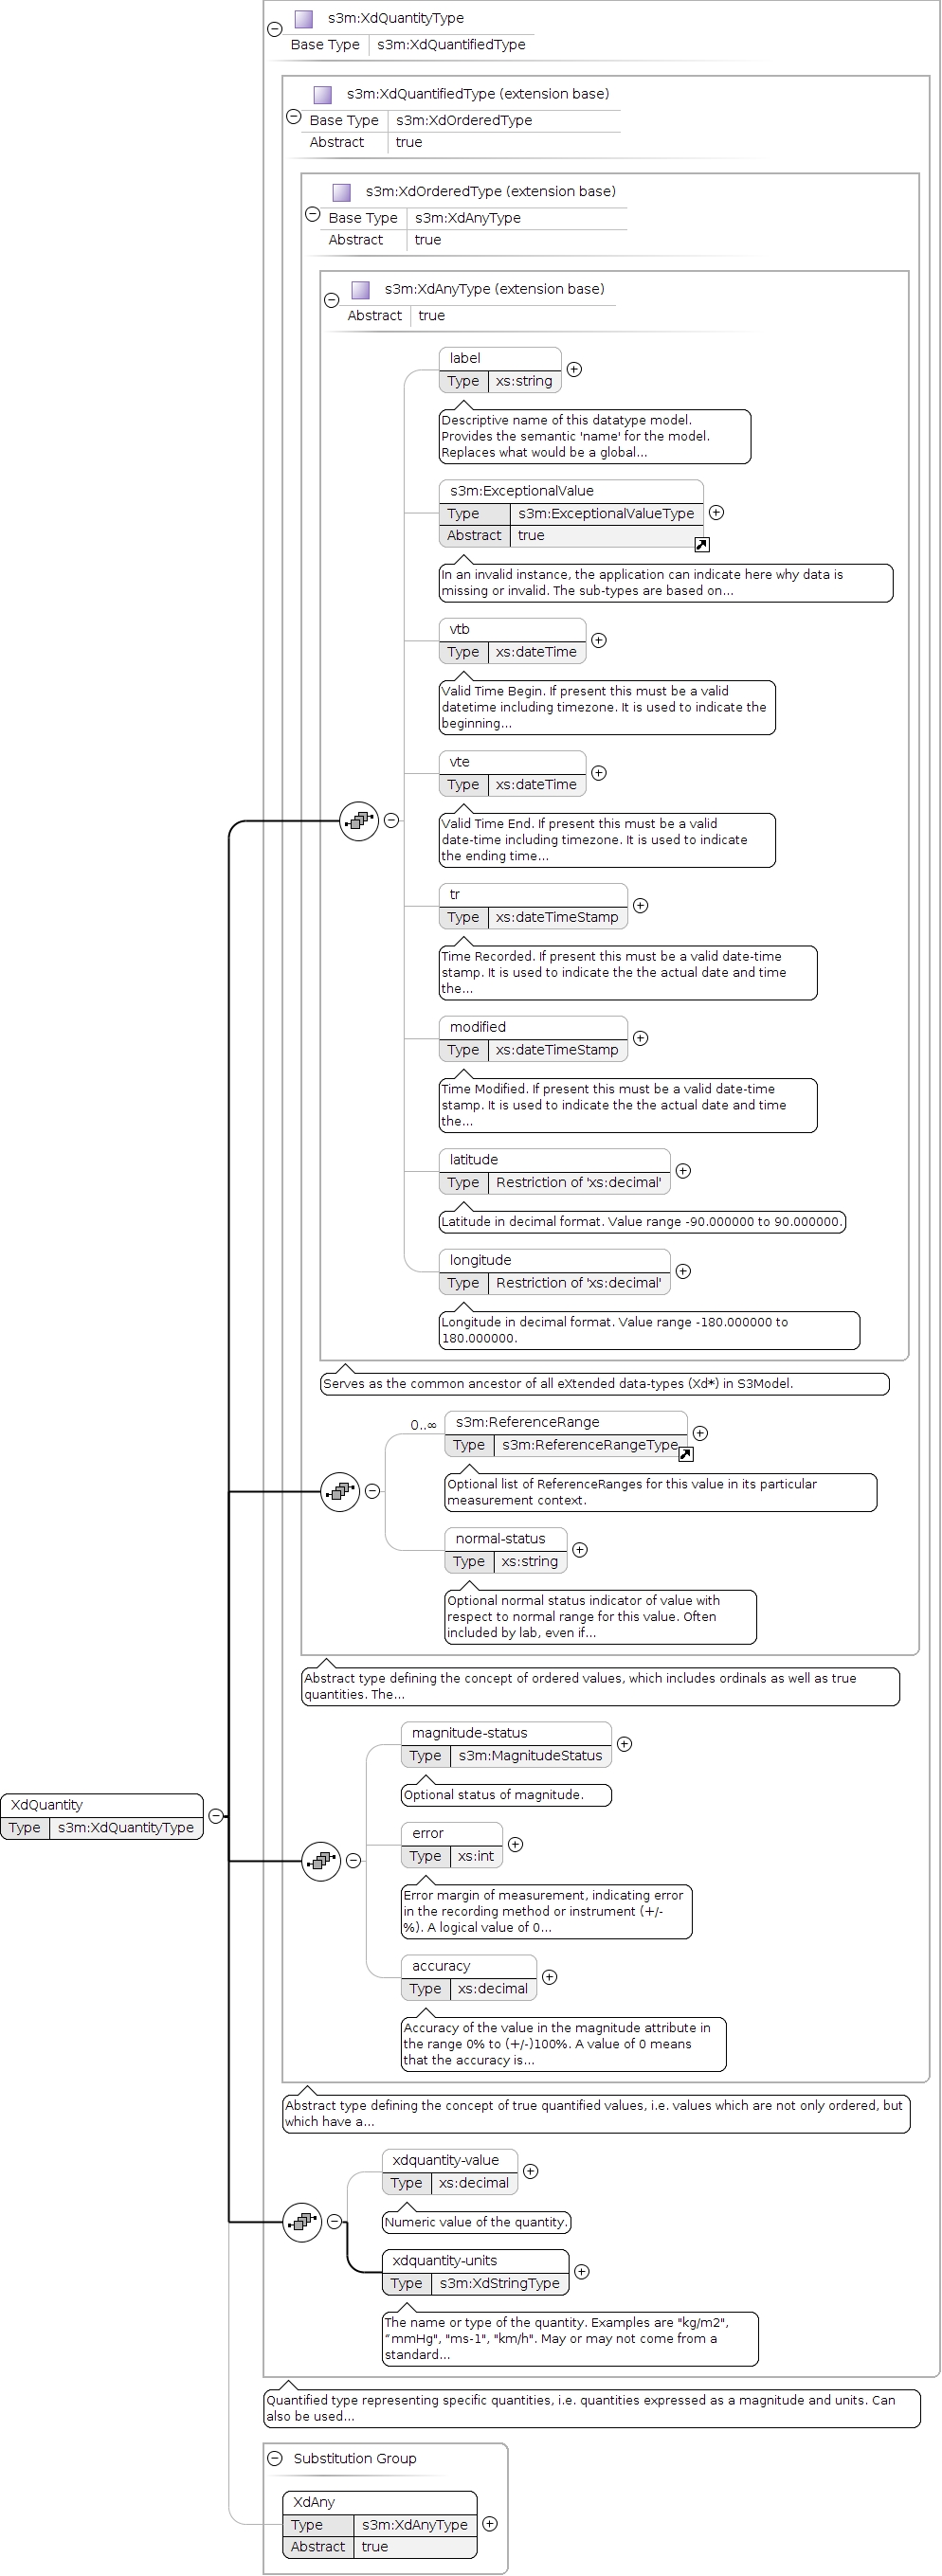 s3m:XdQuantityType
Base Type s3m:XdQuantifiedType
s3m:XdQuantifiedType (extension base)
Base Type s3m:XdOrderedType
Abstract true
s3m:XdOrderedType (extension base)
Base Type s3m:XdAnyType
Abstract true
s3m:XdAnyType (extension base)
Abstract true
label
Type xs:string
Descriptive name of this datatype model.
Provides the semantic 'name' for the model.
Replaces what would be a global...
s3m:ExceptionalValue
Type s3m:ExceptionalValueType
Abstract true
In an invalid instance, the application can indicate here why data is
missing or invalid. The sub-types are based on...
vtb
Type xs:dateTime
Valid Time Begin. If present this must be a valid
datetime including timezone. It is used to indicate the
beginning...
vte
Type xs:dateTime
Valid Time End. If present this must be a valid
date-time including timezone. It is used to indicate
the ending time...
tr
Type xs:dateTimeStamp
Time Recorded. If present this must be a valid date-time
stamp. It is used to indicate the the actual date and time
the...
modified
Type xs:dateTimeStamp
Time Modified. If present this must be a valid date-time
stamp. It is used to indicate the the actual date and time
the...
latitude
Type Restriction of 'xs:decimal'
Latitude in decimal format. Value range -90.000000 to 90.000000.
longitude
Type Restriction of 'xs:decimal'
Longitude in decimal format. Value range -180.000000 to
180.000000.
Serves as the common ancestor of all eXtended data-types (Xd*) in S3Model.
0..∞
s3m:ReferenceRange
Type s3m:ReferenceRangeType
Optional list of ReferenceRanges for this value in its particular
measurement context.
normal-status
Type xs:string
Optional normal status indicator of value with
respect to normal range for this value. Often
included by lab, even if...
Abstract type defining the concept of ordered values, which includes ordinals as well as true
quantities. The...
magnitude-status
Type s3m:MagnitudeStatus
Optional status of magnitude.
XdQuantity
Type s3m:XdQuantityType
error
Type xs:int
Error margin of measurement, indicating error
in the recording method or instrument (+/-
%). A logical value of 0...
accuracy
Type xs:decimal
Accuracy of the value in the magnitude attribute in
the range 0% to (+/-)100%. A value of 0 means
that the accuracy is...
Abstract type defining the concept of true quantified values, i.e. values which are not only ordered, but
which have a...
xdquantity-value
Type xs:decimal
Numeric value of the quantity.
xdquantity-units
Type s3m:XdStringType
The name or type of the quantity. Examples are "kg/m2",
“mmHg", "ms-1", "km/h". May or may not come from a
standard...
Quantified type representing specific quantities, i.e. quantities expressed as a magnitude and units. Can
also be used...
Substitution Group
XdAny
Type s3m:XdAnyType
Abstract true